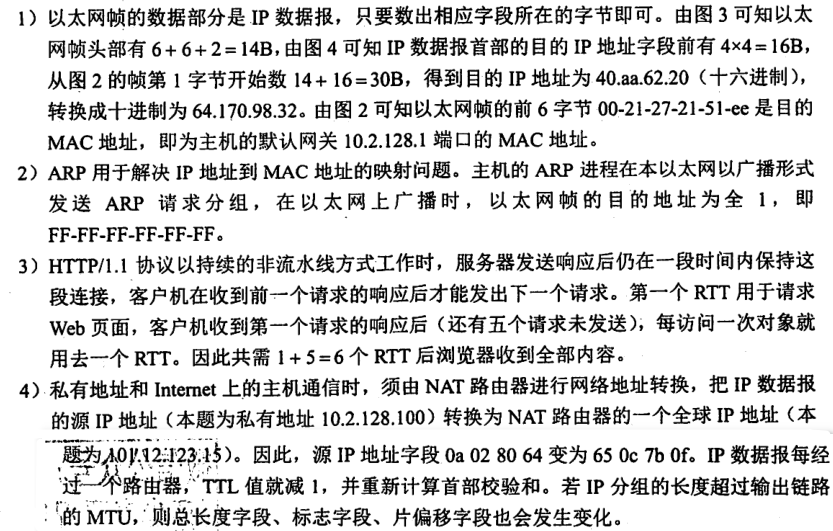 1）以太网帧的数据部分是 IP 数据报，只要数出相应字段所在的字节即可。由图 3 可知以太
网帧头部有 6+6+2=14B，由图 4 可知 IP 数据报首部的目的 IP 地址字段前有 4×4=16B，
从图 2 的帧第 1 字节开始数 14+16=30B，得到目的 IP 地址为 40.aa.62.20（十六进制），
转换成十进制为 64.170.98.32。由图 2 可知以太网帧的前 6 字节 00-21-27-21-51-ee 是目的
MAC 地址，即为主机的默认网关 10.2.128.1 端口的 MAC 地址。
2）ARP 用于解决 IP 地址到 MAC 地址的映射问题。主机的 ARP 进程在本以太网以广播形式
发送 ARP 请求分组，在以太网上广播时，以太网帧的目的地址为全 1，即
FF-FF-FF-FF-FF-FF。
3）HTTP/1.1 协议以持续的非流水线方式工作时，服务器发送响应后仍在一段时间内保持这
段连接，客户机在收到前一个请求的响应后才能发出下一个请求。第一个 RTT 用于请求
Web 页面，客户机收到第一个请求的响应后（还有五个请求未发送），每访问一次对象就
用去一个 RTT。因此共需 1+5=6 个 RTT 后浏览器收到全部内容。
4）私有地址和 Internet 上的主机通信时，须由 NAT 路由器进行网络地址转换，把 IP 数据报
的源 IP 地址（本题为私有地址 10.2.128.100）转换为 NAT 路由器的一个全球 IP 地址（本
题为 101.12.123.15）。因此，源 IP 地址字段 0a 02 80 64 变为 65 0c 7b 0f。IP 数据报每经
过一个路由器，TTL 值就减 1，并重新计算首部校验和。若 IP 分组的长度超过输出链路
的 MTU，则总长度字段、标志字段、片偏移字段也会发生变化。